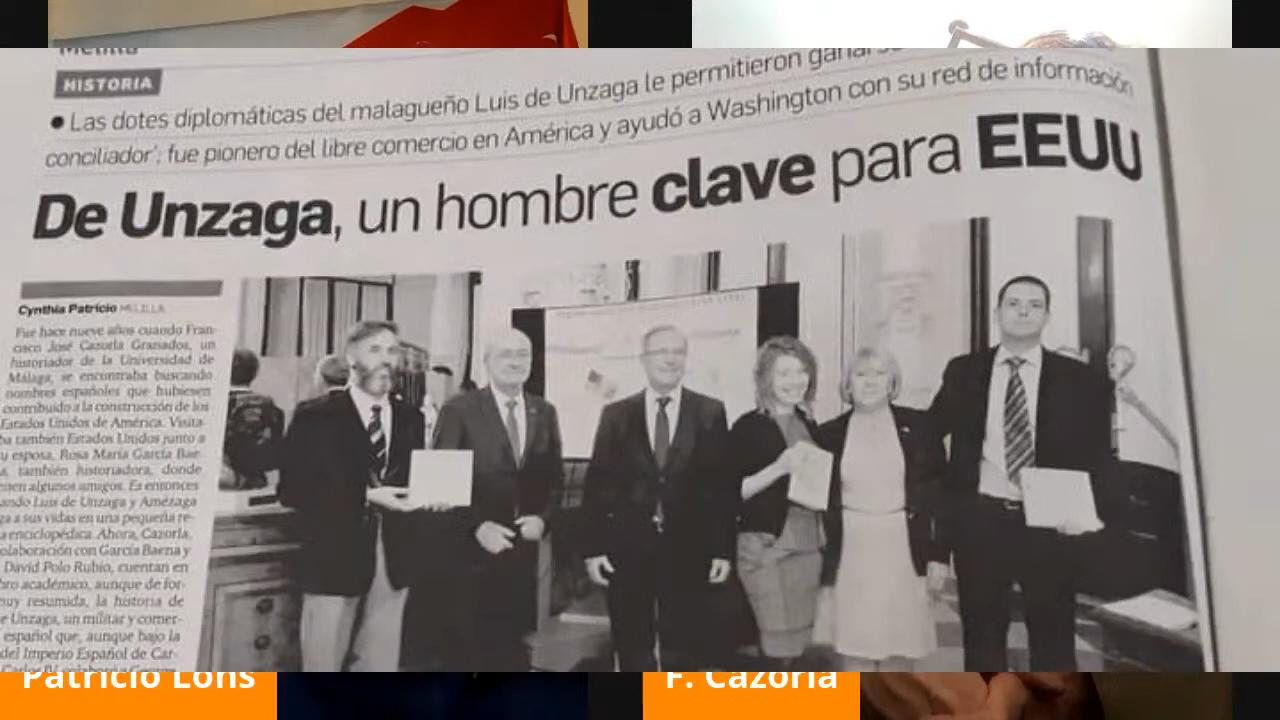 HISTORIA
● Las dotes diplomáticas del malagueño Luis de Unzaga le permitieron ganar
conciliador'; fue pionero del libre comercio en América y ayudó a Washington con su red de información
De Unzaga, un hombre clave para EEUU
Cynthia Patricio MELILLA
Fue hace nueve años cuando Fran-
cisco José Cazorla Granados, un
historiador de la Universidad de
Málaga, se encontraba buscando
nombres españoles que hubiesen
contribuido a la construcción de los
Estados Unidos de América. Visita-
ba también Estados Unidos junto a
u esposa, Rosa María García Bae-
a, también historiadora, donde
enen algunos amigos. Es entonces
ando Luis de Unzaga y Amézaga
ga a sus vidas en una pequeña re-
a enciclopédica. Ahora, Cazorla,
olaboración con García Baena y
David Polo Rubio, cuentan en
bro académico, aunque de for-
muy resumida, la historia de
e Unzaga, un militar y comer-
español que, aunque bajo la
del Imperio Español de Car-
Patricio Lons
F. Cazorla